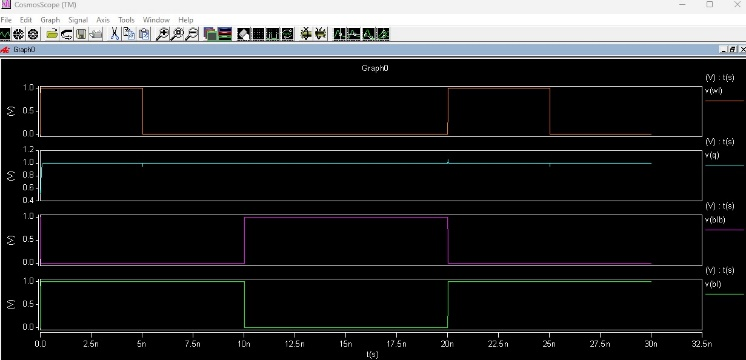 CosmosScope (TM)
File Edit Graph Signal Axis Tools Window Help
Graph0
Graph0
(V) : t(s)
v(wl)
1.0
0.5
0.0
(V)
(V) : t(s)
v(q)
1.2
1.0
0.8
0.6
0.4
(V)
(V) : t(s)
v(blb)
1.0
0.5
0.0
(V)
(V) : t(s)
v(bl)
1.0
0.5
0.0
(V)
0.0 2.5n 5n 7.5n 10n 12.5n 15n 17.5n 20n 22.5n 25n 27.5n 30n 32.5n
t(s)